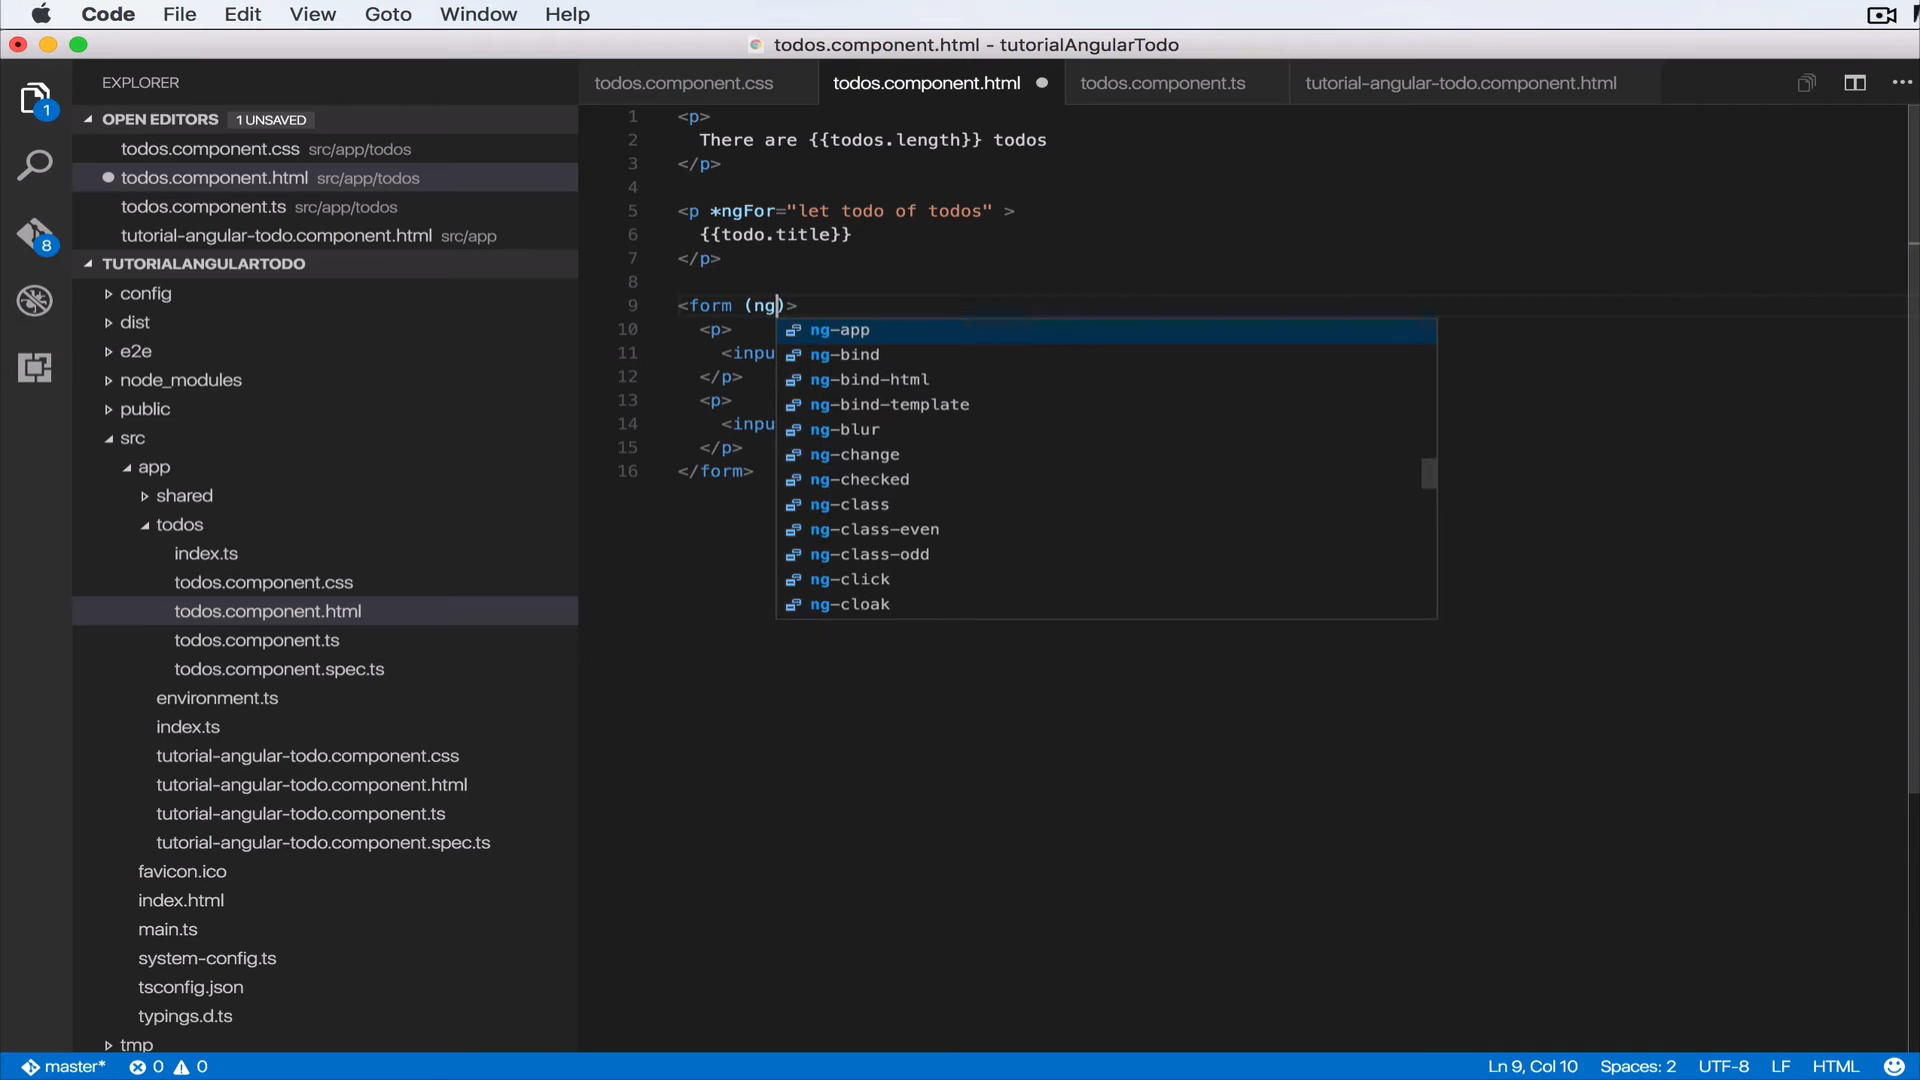 Code File Edit View Goto Window Help
todos.component.html - tutorialAngularTodo
EXPLORER
OPEN EDITORS 1 UNSAVED
todos.component.css src/app/todos
todos.component.html src/app/todos
todos.component.ts src/app/todos
tutorial-angular-todo.component.html src/app
TUTORIALANGULARTODO
config
dist
e2e
node_modules
public
src
app
shared
todos
index.ts
todos.component.css
todos.component.html
todos.component.ts
todos.component.spec.ts
environment.ts
index.ts
tutorial-angular-todo.component.css
tutorial-angular-todo.component.html
tutorial-angular-todo.component.ts
tutorial-angular-todo.component.spec.ts
favicon.ico
index.html
main.ts
system-config.ts
tsconfig.json
typings.d.ts
tmp
1
8
todos.component.css todos.component.html todos.component.ts tutorial-angular-todo.component.html
1 <p>
2 There are {{todos.length}} todos
3 </p>
4
5 <p *ngFor="let todo of todos" >
6 {{todo.title}}
7 </p>
8
9 <form (ng)>
10 <p>
11 <inpu
12 </p>
13 <p>
14 <inpu
15 </p>
16 </form>
ng-app
ng-bind
ng-bind-html
ng-bind-template
ng-blur
ng-change
ng-checked
ng-class
ng-class-even
ng-class-odd
ng-click
ng-cloak
master* 0 0 Ln 9, Col 10 Spaces: 2 UTF-8 LF HTML